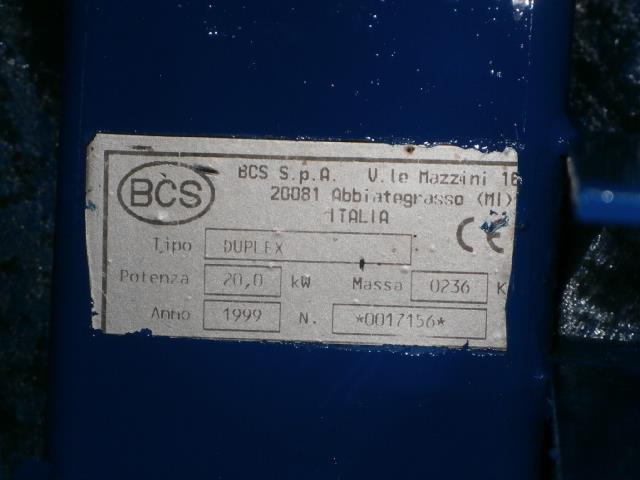 BCS
BCS S.p.A. V.le Mazzini 16
20081 Abbiategrasso (MI)
ITALIA
CE
Tipo DUPLEX
Potenza 20,0 kW Massa 0236 K
Anno 1999 N. *0017156*